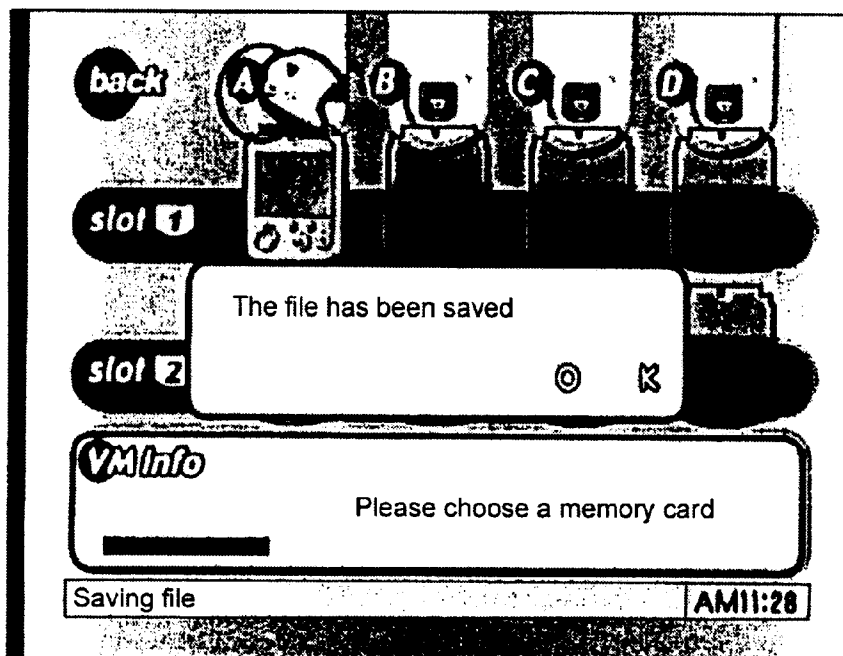 back
A B C D
slot 1
The file has been saved
O K
slot 2
VM Info
Please choose a memory card
Saving file
AM11:28